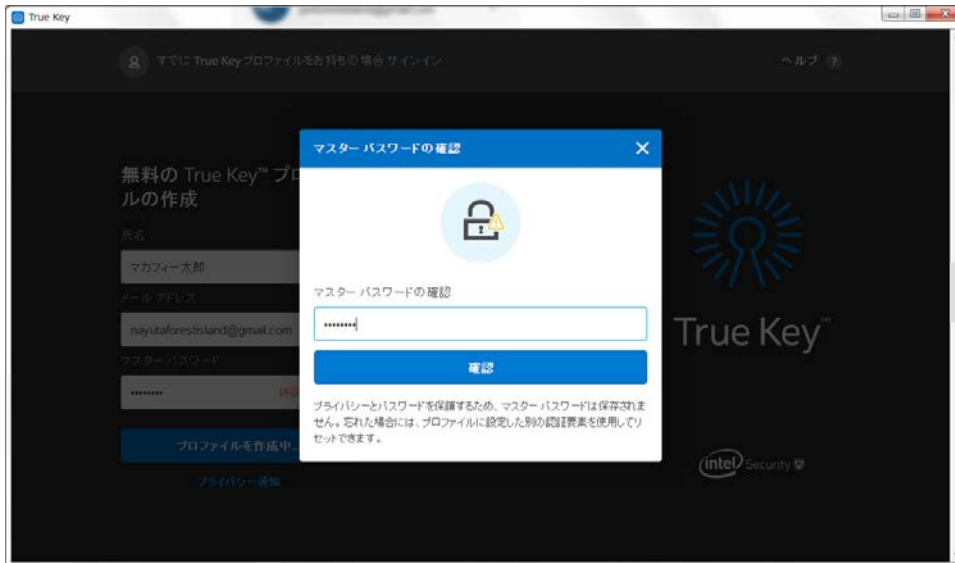 True Key
すでに True Key プロファイルをお持ちの場合 サインイン
ヘルプ ?
マスター パスワードの確認
無料の True Key™ プロ
ルの作成
氏名
マカフィー太郎
メール アドレス
nayutaforestisland@gmail.com
マスター パスワード
プロファイルを作成中...
プライバシー通知
マスター パスワードの確認
確認
プライバシーとパスワードを保護するため、マスター パスワードは保存されま
せん。忘れた場合には、プロファイルに設定した別の認証要素を使用してリ
セットできます。
True Key™
intel Security